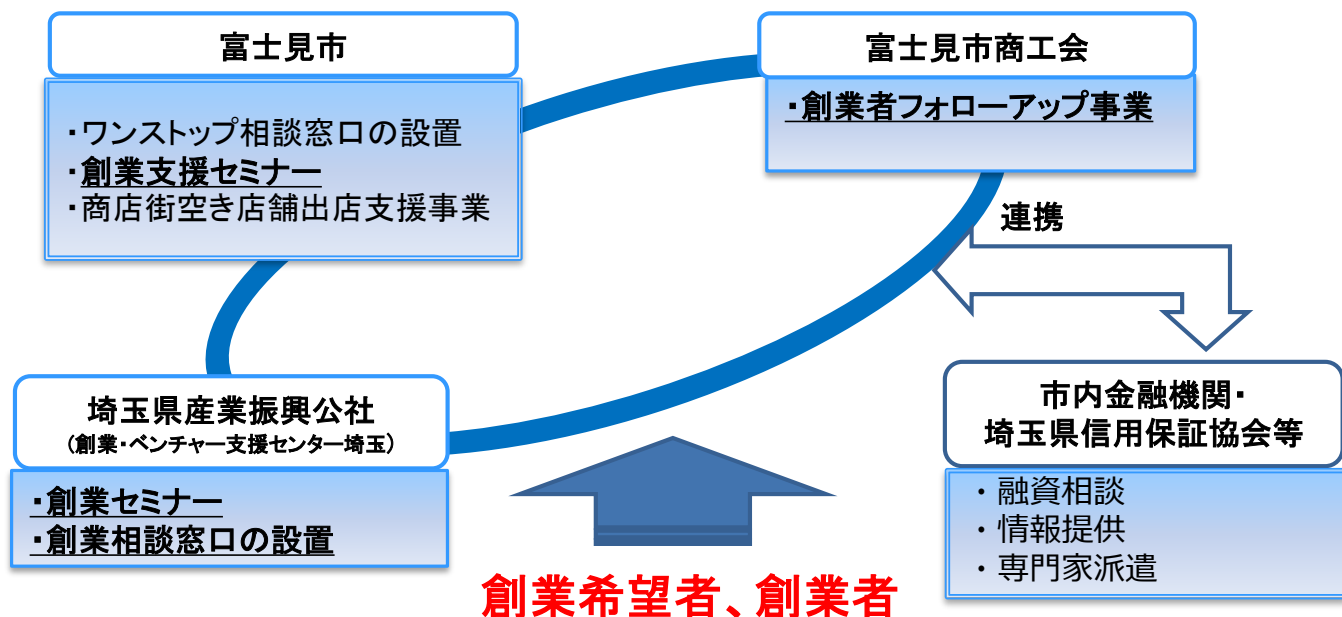 富士見市
・ワンストップ相談窓口の設置
・創業支援セミナー
・商店街空き店舗出店支援事業
富士見市商工会
・創業者フォローアップ事業
連携
埼玉県産業振興公社
(創業・ベンチャー支援センター埼玉)
・創業セミナー
・創業相談窓口の設置
市内金融機関・
埼玉県信用保証協会等
・融資相談
・情報提供
・専門家派遣
創業希望者、創業者